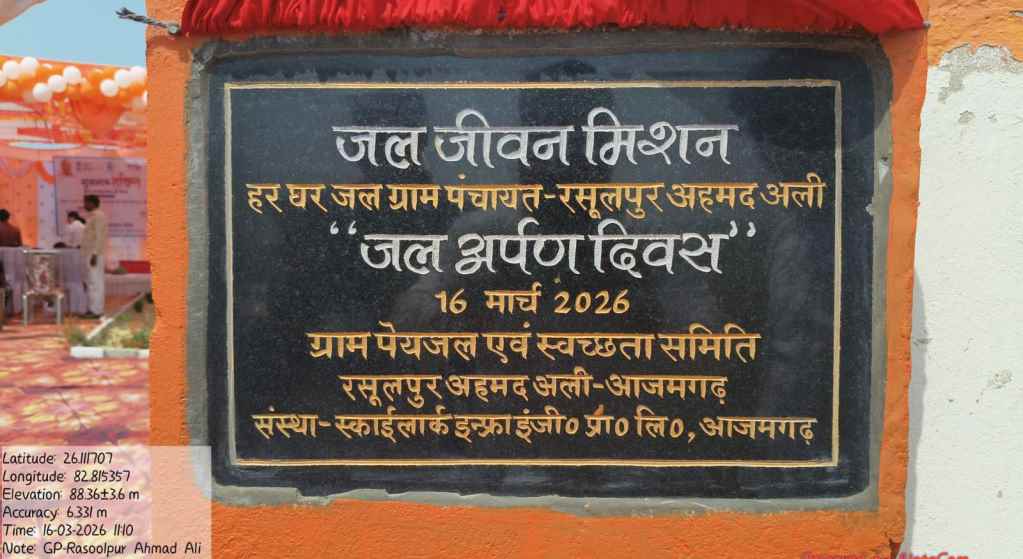 जल जीवन मिशन
हर घर जल ग्राम पंचायत-रसूलपुर अहमद अली
“जल अर्पण दिवस”
16 मार्च 2026
ग्राम पेयजल एवं स्वच्छता समिति
रसूलपुर अहमद अली-आजमगढ़
संस्था-स्काईलार्क इन्फ्रा इंजी० प्रा० लि०, आजमगढ़
Latitude: 26.111707
Longitude: 82.815357
Elevation: 88.36±3.6 m
Accuracy: 6.331 m
Time: 16-03-2026 11:10
Note: GP-Rasoolpur Ahmad Ali